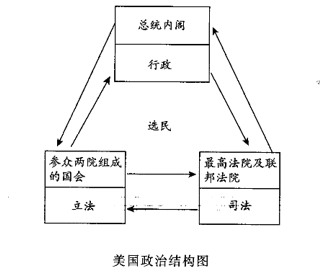 总统内阁
行政
选民
参众两院组成
的国会
立法
最高法院及联
邦法院
司法
美国政治结构图